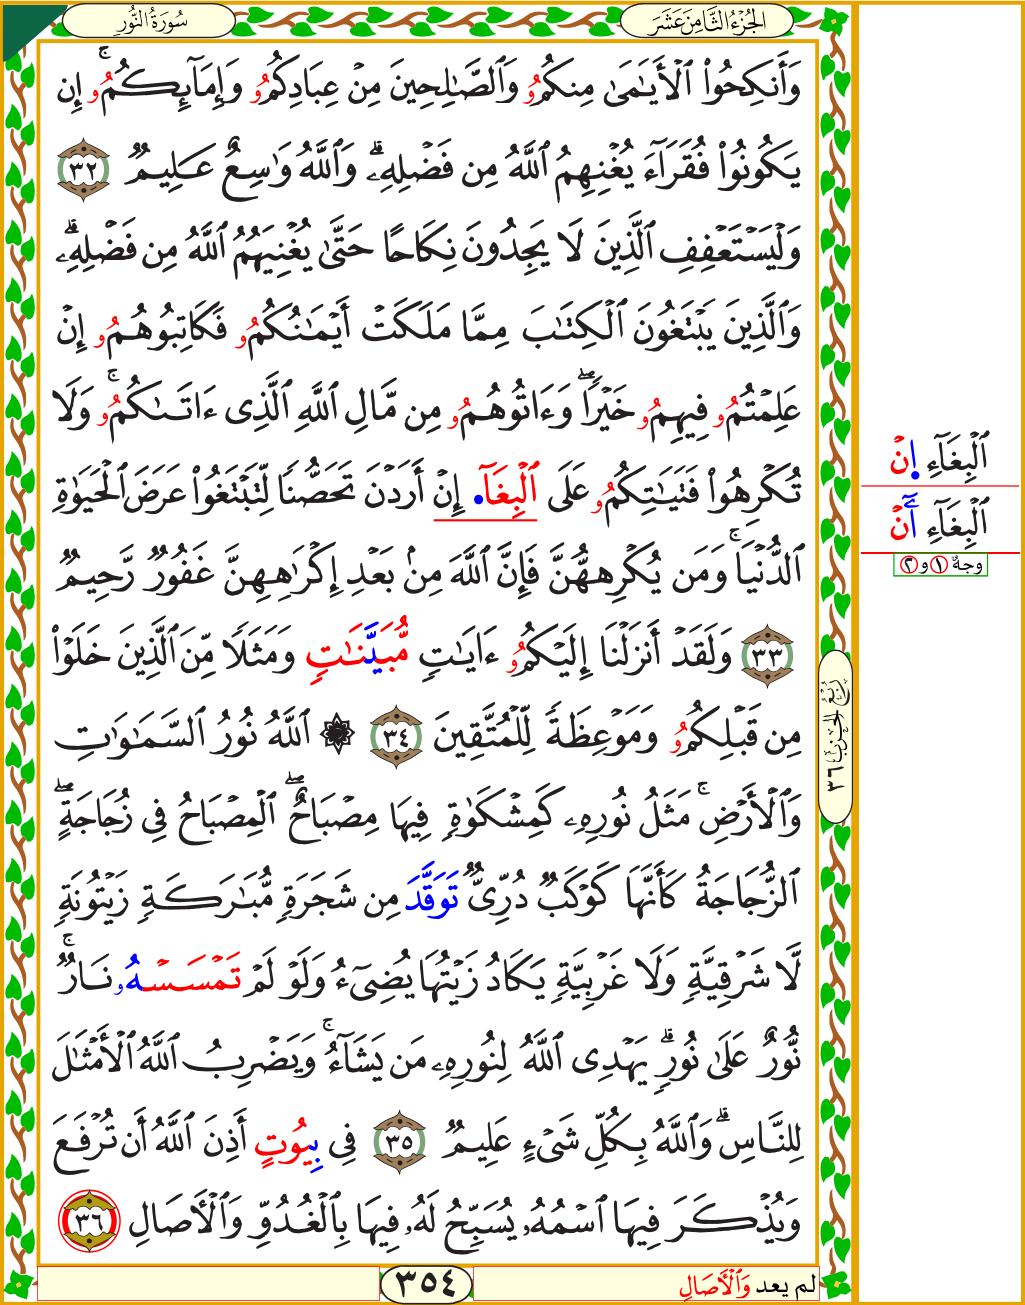 الجُزْءُ الثَّامِنَ عَشَرَ
سُورَةُ النُّورِ
وَأَنكِحُوا۟ ٱلْأَيَـٰمَىٰ مِنكُمُۥ وَٱلصَّـٰلِحِينَ مِنْ عِبَادِكُمُۥ وَإِمَآئِكُمُۥۚ إِن
يَكُونُوا۟ فُقَرَآءَ يُغْنِهِمُ ٱللَّهُ مِن فَضْلِهِۦۗ وَٱللَّهُ وَٰسِعٌ عَلِيمٌ ٣٢
وَلْيَسْتَعْفِفِ ٱلَّذِينَ لَا يَجِدُونَ نِكَاحًا حَتَّىٰ يُغْنِيَهُمُ ٱللَّهُ مِن فَضْلِهِۦۗ
وَٱلَّذِينَ يَبْتَغُونَ ٱلْكِتَـٰبَ مِمَّا مَلَكَتْ أَيْمَـٰنُكُمُۥ فَكَاتِبُوهُمُۥ إِنْ
عَلِمْتُمُۥ فِيهِمُۥ خَيْرًاۖ وَءَاتُوهُمُۥ مِن مَّالِ ٱللَّهِ ٱلَّذِى ءَاتَىٰكُمُۥۚ وَلَا
تُكْرِهُوا۟ فَتَيَـٰتِكُمُۥ عَلَى ٱلْبِغَآ• إِنْ أَرَدْنَ تَحَصُّنًا لِّتَبْتَغُوا۟ عَرَضَ ٱلْحَيَوٰةِ
ٱلدُّنْيَاۚ وَمَن يُكْرِههُّنَّ فَإِنَّ ٱللَّهَ مِنۢ بَعْدِ إِكْرَٰهِهِنَّ غَفُورٌ رَّحِيمٌ
٣٣ وَلَقَدْ أَنزَلْنَا إِلَيْكُمُۥ ءَايَـٰتٍ مُّبَيَّنَـٰتٍ وَمَثَلًا مِّنَ ٱلَّذِينَ خَلَوْا۟
مِن قَبْلِكُمُۥ وَمَوْعِظَةً لِّلْمُتَّقِينَ ٣٤ ۞ ٱللَّهُ نُورُ ٱلسَّمَـٰوَٰتِ
وَٱلْأَرْضِۚ مَثَلُ نُورِهِۦ كَمِشْكَوٰةٍ فِيهَا مِصْبَاحٌۖ ٱلْمِصْبَاحُ فِى زُجَاجَةٍۖ
ٱلزُّجَاجَةُ كَأَنَّهَا كَوْكَبٌ دُرِّىٌّ تَوَقَّدَ مِن شَجَرَةٍ مُّبَـٰرَكَةٍ زَيْتُونَةٍ
لَّا شَرْقِيَّةٍ وَلَا غَرْبِيَّةٍ يَكَادُ زَيْتُهَا يُضِىٓءُ وَلَوْ لَمْ تَمْسَسْهُۥ نَارٌۚ
نُّورٌ عَلَىٰ نُورٍۗ يَهْدِى ٱللَّهُ لِنُورِهِۦ مَن يَشَآءُۚ وَيَضْرِبُ ٱللَّهُ ٱلْأَمْثَـٰلَ
لِلنَّاسِۗ وَٱللَّهُ بِكُلِّ شَىْءٍ عَلِيمٌ ٣٥ فِى بِيُوتٍ أَذِنَ ٱللَّهُ أَن تُرْفَعَ
وَيُذْكَرَ فِيهَا ٱسْمُهُۥ يُسَبِّحُ لَهُۥ فِيهَا بِٱلْغُدُوِّ وَٱلْـَٔاصَالِ ٣٦
لم يعد وَٱلْـَٔاصَالِ
٣٥٤
رُبُعُ الحِزْبِ ٣٦
ٱلْبِغَآءِ •انْ
ٱلْبِغَآءِ آنْ
وجهٌ ١ و ٢